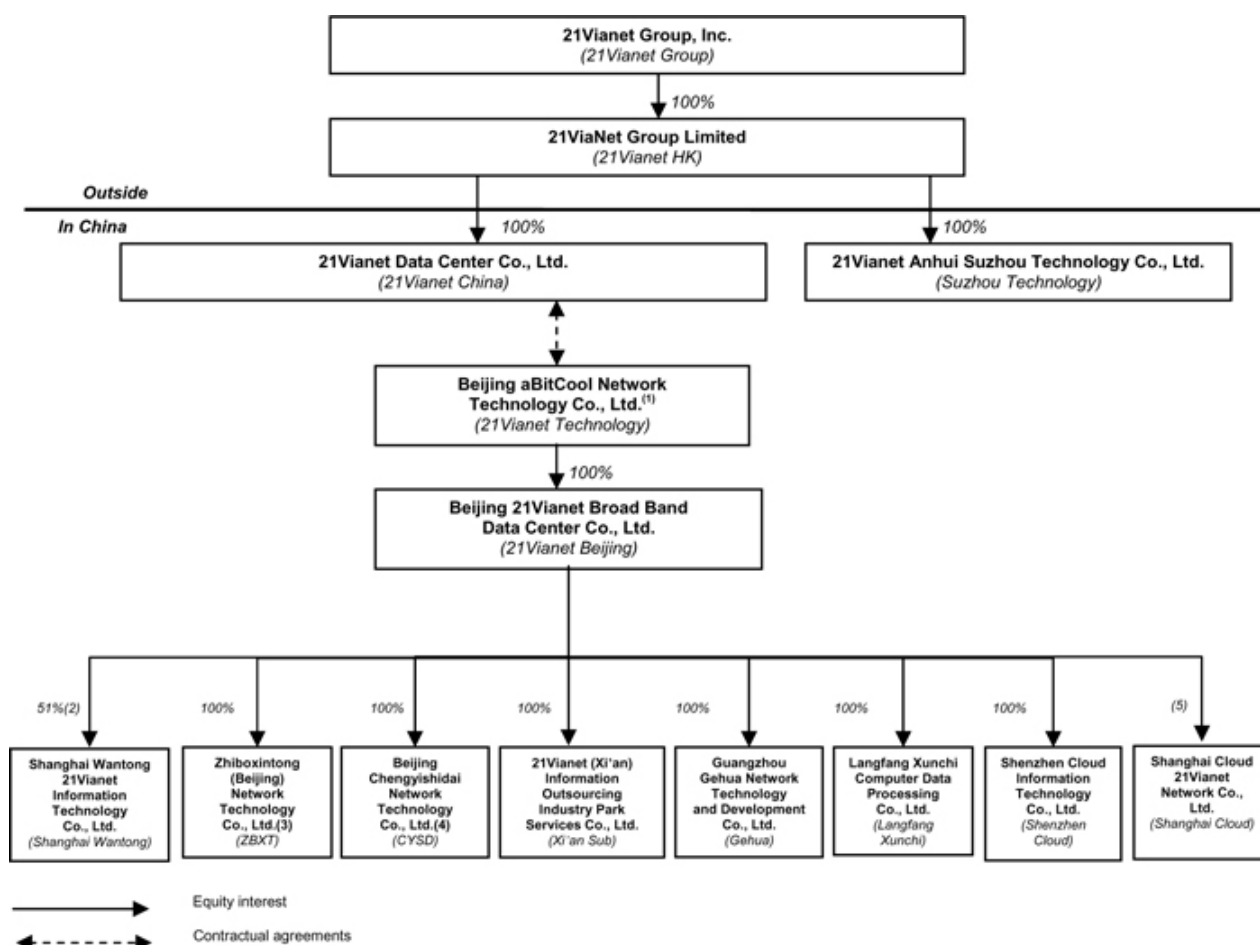 21Vianet Group, Inc.
(21Vianet Group)
100%
21ViaNet Group Limited
(21Vianet HK)
Outside
In China
100%
100%
21Vianet Data Center Co., Ltd.
(21Vianet China)
21Vianet Anhui Suzhou Technology Co., Ltd.
(Suzhou Technology)
Beijing aBitCool Network
Technology Co., Ltd.(1)
(21Vianet Technology)
100%
Beijing 21Vianet Broad Band
Data Center Co., Ltd.
(21Vianet Beijing)
51%(2)
100%
100%
100%
100%
100%
100%
(5)
Shanghai Wantong
21Vianet
Information
Technology
Co., Ltd.
(Shanghai Wantong)
Zhiboxintong
(Beijing)
Network
Technology
Co., Ltd.(3)
(ZBXT)
Beijing
Chengyishidai
Network
Technology
Co., Ltd.(4)
(CYSD)
21Vianet (Xi'an)
Information
Outsourcing
Industry Park
Services Co., Ltd.
(Xi'an Sub)
Guangzhou
Gehua Network
Technology
and Development
Co., Ltd.
(Gehua)
Langfang Xunchi
Computer Data
Processing
Co., Ltd.
(Langfang
Xunchi)
Shenzhen Cloud
Information
Technology
Co., Ltd.
(Shenzhen
Cloud)
Shanghai Cloud
21Vianet
Network Co.,
Ltd.
(Shanghai Cloud)
Equity interest
Contractual agreements